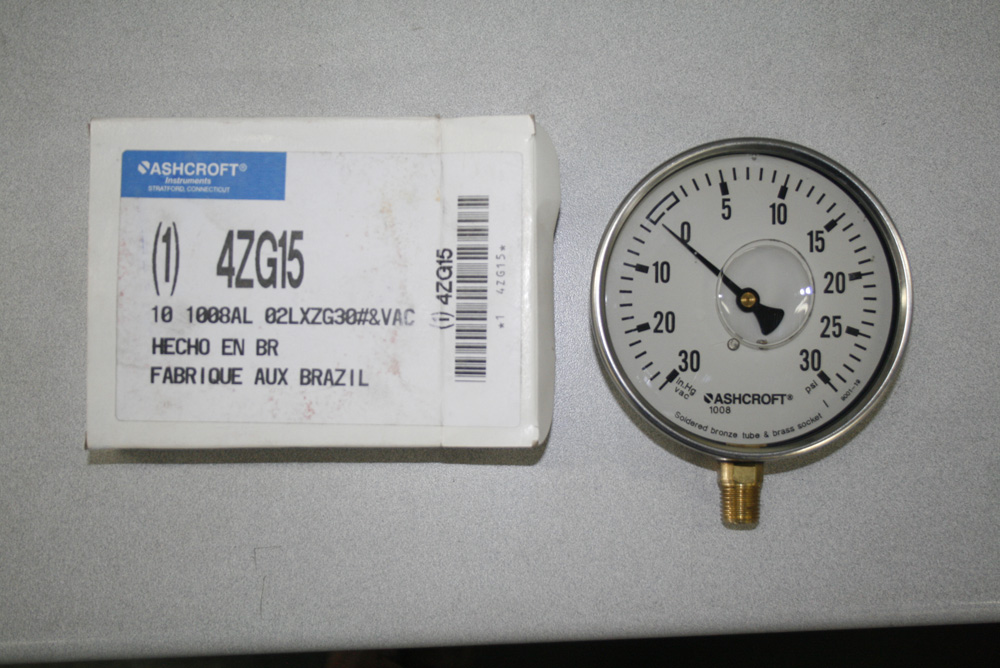 ASHCROFT®
Instruments
STRATFORD, CONNECTICUT
(1) 4ZG15
10 1008AL 02LXZG30#&VAC
HECHO EN BR
FABRIQUE AUX BRAZIL
(1) 4ZG15
*1 4ZG15*
0
5
10
15
20
25
30
psi
10
20
30
in.Hg
vac
ASHCROFT®
1008
Soldered bronze tube & brass socket